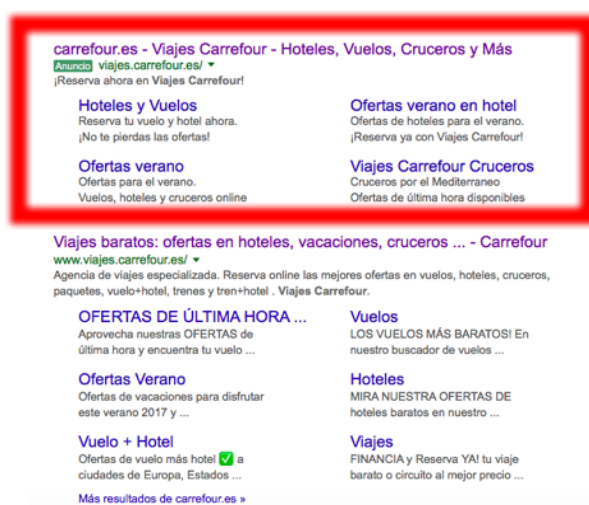 carrefour.es - Viajes Carrefour - Hoteles, Vuelos, Cruceros y Más
Anuncio viajes.carrefour.es/
¡Reserva ahora en Viajes Carrefour!
Hoteles y Vuelos
Reserva tu vuelo y hotel ahora.
¡No te pierdas las ofertas!
Ofertas verano en hotel
Ofertas de hoteles para el verano.
¡Reserva ya con Viajes Carrefour!
Ofertas verano
Ofertas para el verano.
Vuelos, hoteles y cruceros online
Viajes Carrefour Cruceros
Cruceros por el Mediterraneo
Ofertas de última hora disponibles
Viajes baratos: ofertas en hoteles, vacaciones, cruceros ... - Carrefour
www.viajes.carrefour.es/
Agencia de viajes especializada. Reserva online las mejores ofertas en vuelos, hoteles, cruceros,
paquetes, vuelo+hotel, trenes y tren+hotel . Viajes Carrefour.
OFERTAS DE ÚLTIMA HORA ...
Aprovecha nuestras OFERTAS de
última hora y encuentra tu vuelo ...
Vuelos
LOS VUELOS MÁS BARATOS! En
nuestro buscador de vuelos ...
Ofertas Verano
Ofertas de vacaciones para disfrutar
este verano 2017 y ...
Hoteles
MIRA NUESTRA OFERTAS DE
hoteles baratos en nuestro ...
Vuelo + Hotel
Ofertas de vuelo más hotel ✅ a
ciudades de Europa, Estados ...
Viajes
FINANCIA y Reserva YA! tu viaje
barato o circuito al mejor precio ...
Más resultados de carrefour.es »